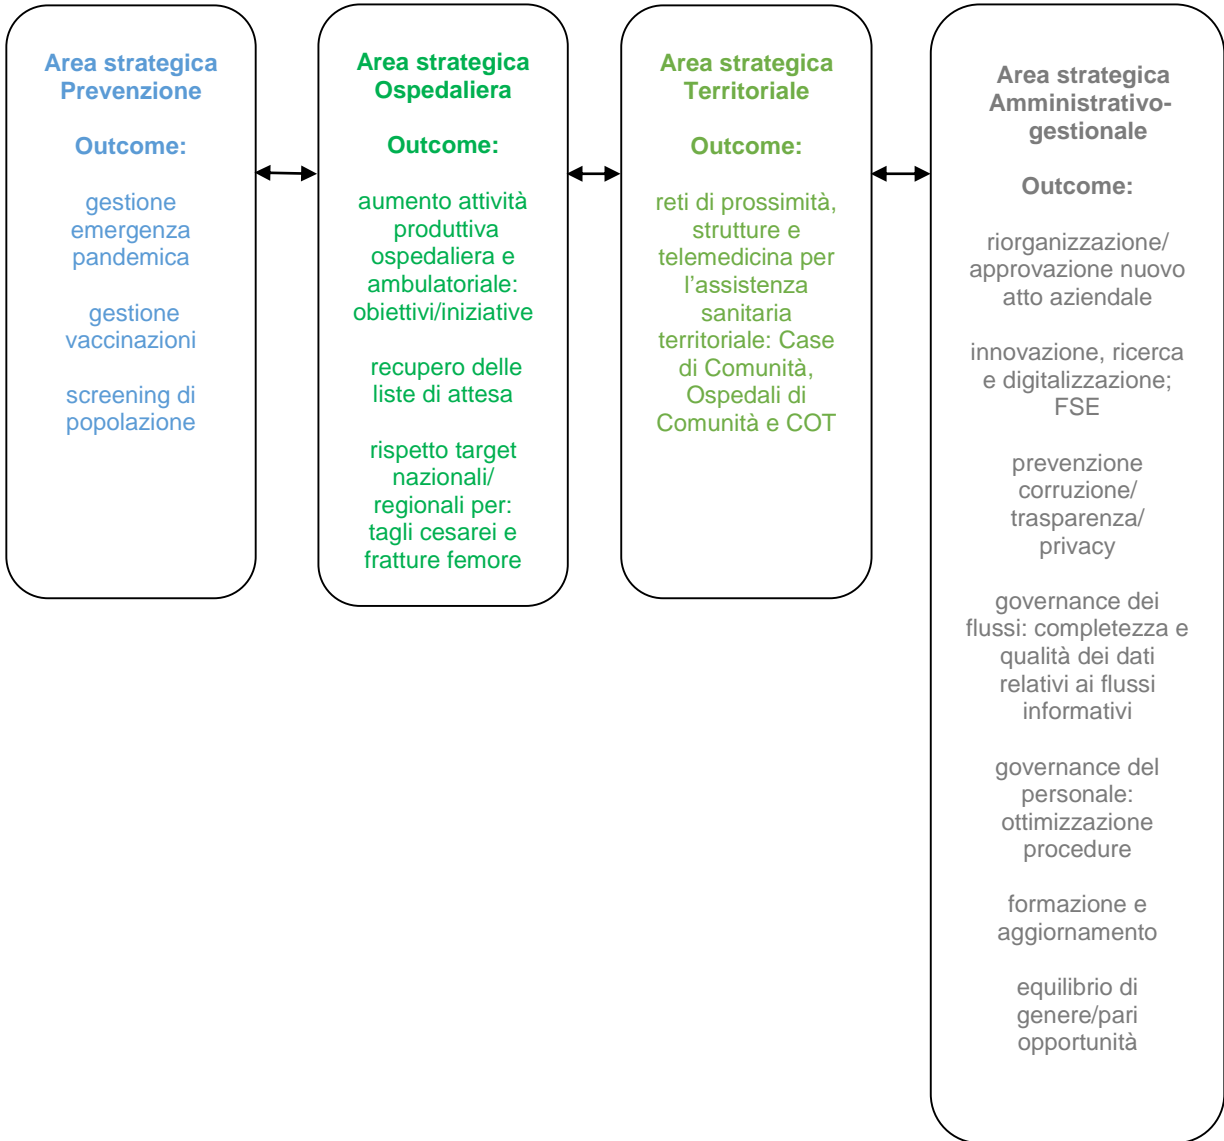 Area strategica
Prevenzione
Outcome:
gestione
emergenza
pandemica
gestione
vaccinazioni
screening di
popolazione
Area strategica
Ospedaliera
Outcome:
aumento attività
produttiva
ospedaliera e
ambulatoriale:
obiettivi/iniziative
recupero delle
liste di attesa
rispetto target
nazionali/
regionali per:
tagli cesarei e
fratture femore
Area strategica
Territoriale
Outcome:
reti di prossimità,
strutture e
telemedicina per
l’assistenza
sanitaria
territoriale: Case
di Comunità,
Ospedali di
Comunità e COT
Area strategica
Amministrativo-
gestionale
Outcome:
riorganizzazione/
approvazione nuovo
atto aziendale
innovazione, ricerca
e digitalizzazione;
FSE
prevenzione
corruzione/
trasparenza/
privacy
governance dei
flussi: completezza e
qualità dei dati
relativi ai flussi
informativi
governance del
personale:
ottimizzazione
procedure
formazione e
aggiornamento
equilibrio di
genere/pari
opportunità